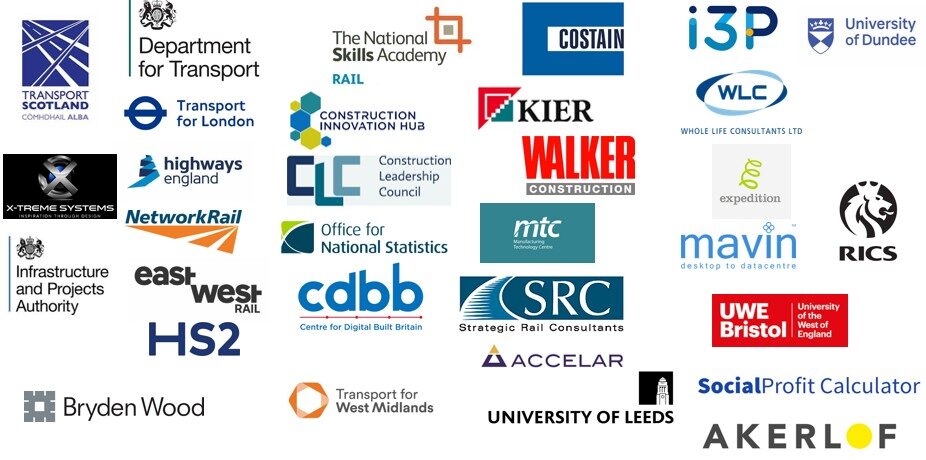 TRANSPORT
SCOTLAND
CÒMHDHAIL ALBA
Department
for Transport
The National
Skills Academy
RAIL
COSTAIN
i3P
University
of Dundee
Transport
for London
CONSTRUCTION
INNOVATION HUB
KIER
WLC
WHOLE LIFE CONSULTANTS LTD
X-TREME SYSTEMS
INSPIRATION THROUGH DESIGN
highways
england
CLC
Construction
Leadership
Council
WALKER
CONSTRUCTION
expedition
RICS
NetworkRail
Office for
National Statistics
mtc
Manufacturing
Technology Centre
mavin
desktop to datacentre
Infrastructure
and Projects
Authority
east
west
RAIL
cdbb
Centre for Digital Built Britain
SRC
Strategic Rail Consultants
UWE
Bristol
University
of the
West of
England
HS2
ACCELAR
Bryden Wood
Transport for
West Midlands
UNIVERSITY OF LEEDS
SocialProfit Calculator
AKERLOF